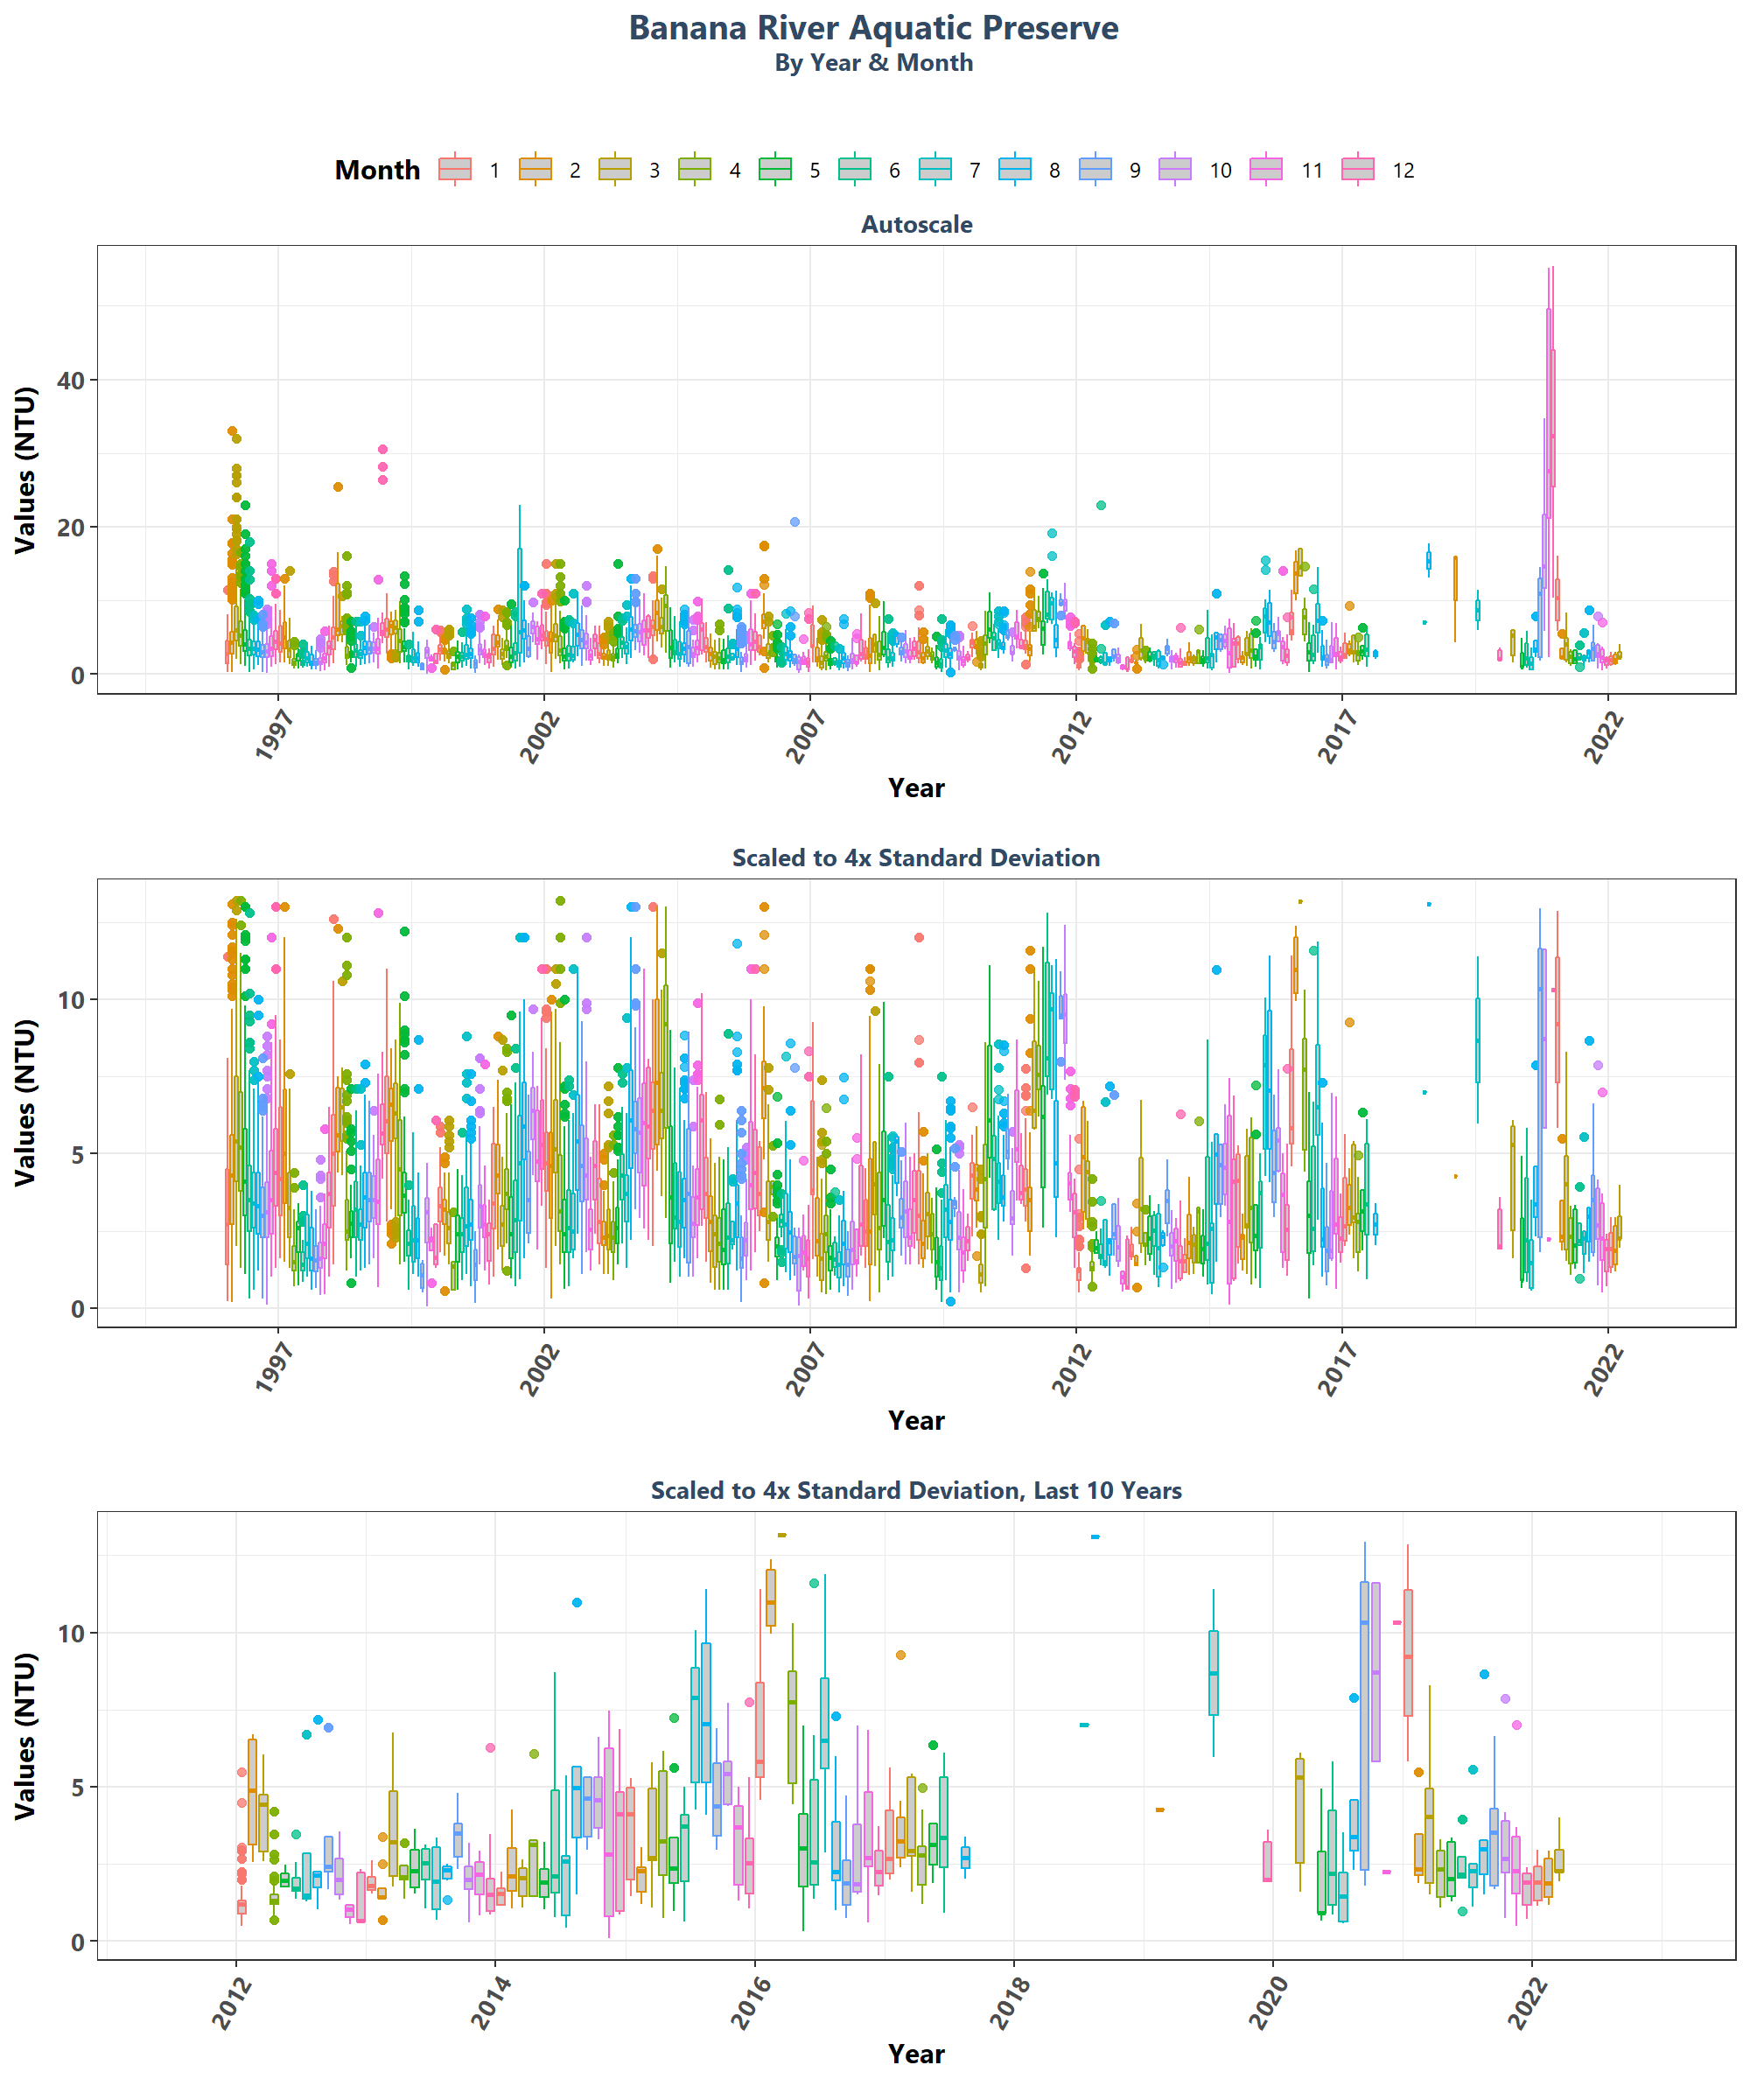 Banana River Aquatic Preserve
By Year & Month
Month 1 2 3 4 5 6 7 8 9 10 11 12
Autoscale
Values (NTU)
40
20
0
1997 2002 2007 2012 2017 2022
Year
Scaled to 4x Standard Deviation
Values (NTU)
10
5
0
1997 2002 2007 2012 2017 2022
Year
Scaled to 4x Standard Deviation, Last 10 Years
Values (NTU)
10
5
0
2012 2014 2016 2018 2020 2022
Year